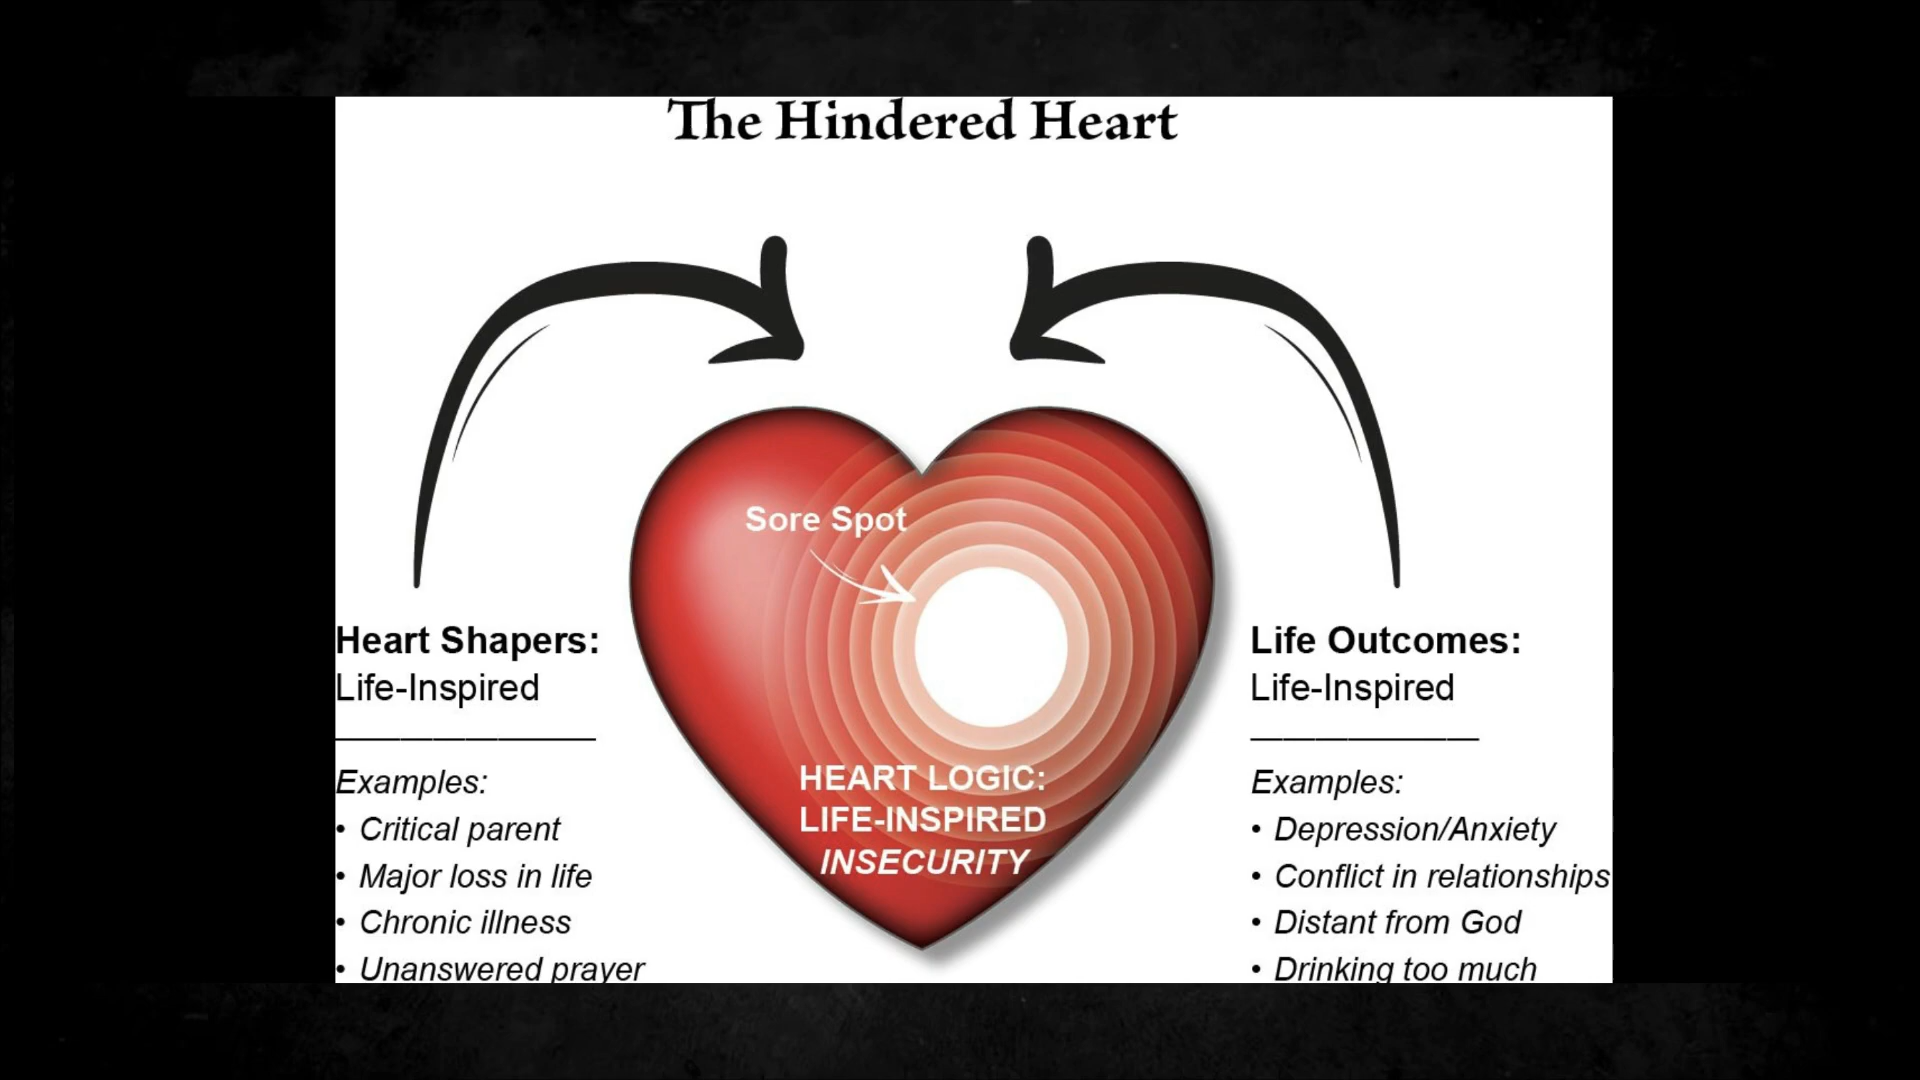 The Hindered Heart
Sore Spot
HEART LOGIC:
LIFE-INSPIRED
INSECURITY
Heart Shapers:
Life-Inspired
Examples:
• Critical parent
• Major loss in life
• Chronic illness
• Unanswered prayer
Life Outcomes:
Life-Inspired
Examples:
• Depression/Anxiety
• Conflict in relationships
• Distant from God
• Drinking too much